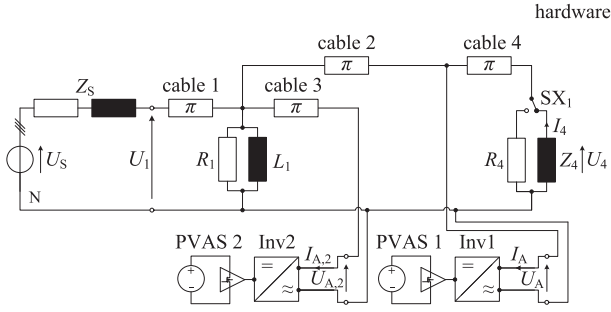 hardware
cable 2
cable 4
π
π
Z_S
cable 1
cable 3
π
π
SX_1
I_4
U_S
U_1
R_1
L_1
R_4
Z_4
U_4
N
PVAS 2
Inv2
I_A,2
PVAS 1
Inv1
I_A
+
−
=
≈
U_A,2
+
−
=
≈
U_A